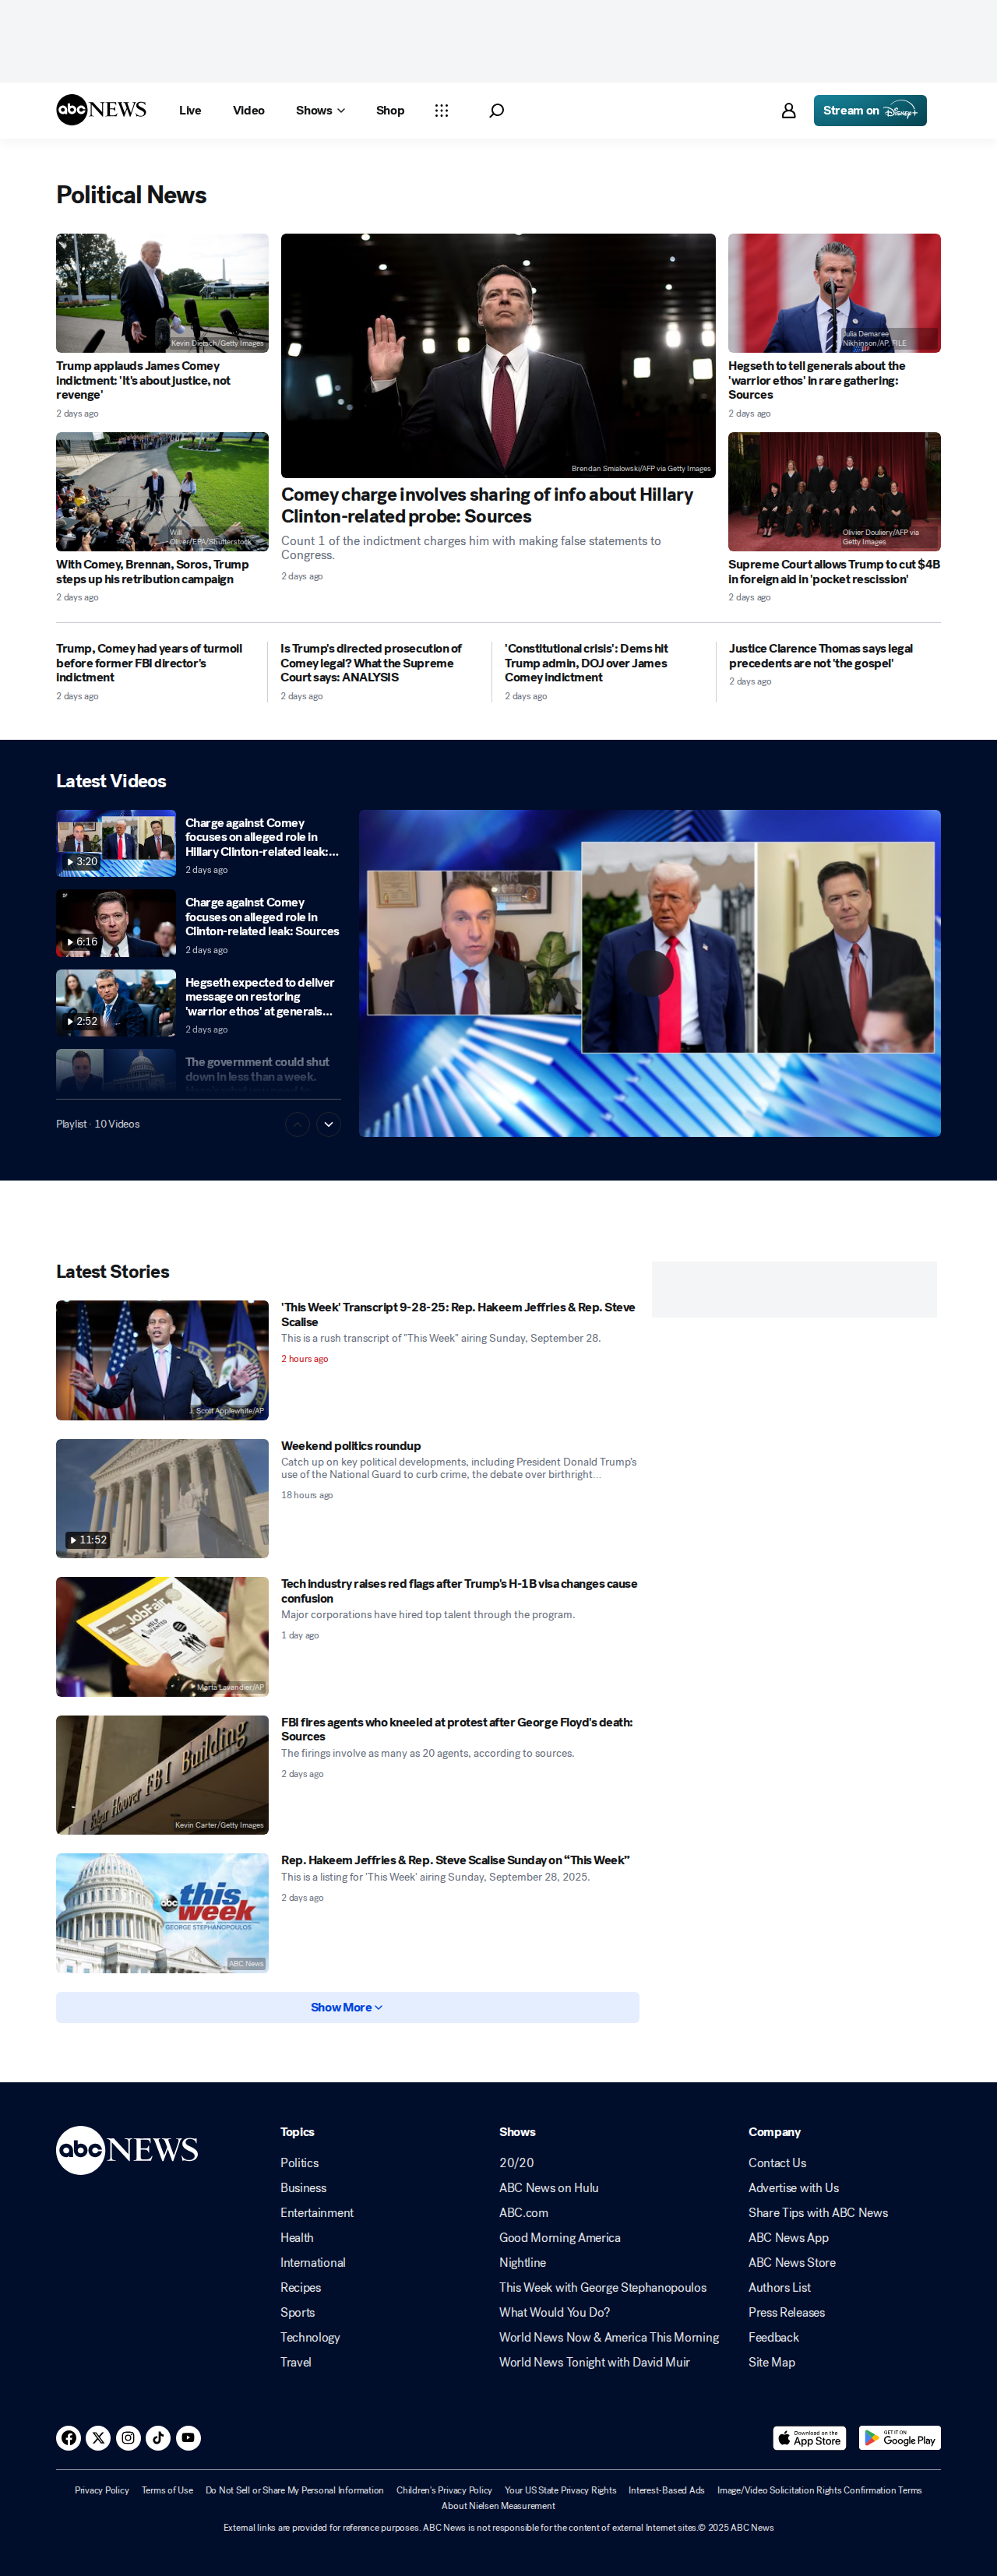 abc NEWS
Live
Video
Shows
Shop
Stream on
Disney+
Political News
Kevin Dietsch/Getty Images
Trump applauds James Comey
indictment: 'It's about justice, not
revenge'
2 days ago
Will
Oliver/EPA/Shutterstock
With Comey, Brennan, Soros, Trump
steps up his retribution campaign
2 days ago
Brendan Smialowski/AFP via Getty Images
Comey charge involves sharing of info about Hillary
Clinton-related probe: Sources
Count 1 of the indictment charges him with making false statements to
Congress.
2 days ago
Julia Demaree
Nikhinson/AP, FILE
Hegseth to tell generals about the
'warrior ethos' in rare gathering:
Sources
2 days ago
Olivier Douliery/AFP via
Getty Images
Supreme Court allows Trump to cut $4B
in foreign aid in 'pocket rescission'
2 days ago
Trump, Comey had years of turmoil
before former FBI director's
indictment
2 days ago
Is Trump's directed prosecution of
Comey legal? What the Supreme
Court says: ANALYSIS
2 days ago
'Constitutional crisis': Dems hit
Trump admin, DOJ over James
Comey indictment
2 days ago
Justice Clarence Thomas says legal
precedents are not 'the gospel'
2 days ago
Latest Videos
3:20
Charge against Comey
focuses on alleged role in
Hillary Clinton-related leak:...
2 days ago
6:16
Charge against Comey
focuses on alleged role in
Clinton-related leak: Sources
2 days ago
2:52
Hegseth expected to deliver
message on restoring
'warrior ethos' at generals...
2 days ago
The government could shut
down in less than a week.
Playlist · 10 Videos
Latest Stories
J. Scott Applewhite/AP
'This Week' Transcript 9-28-25: Rep. Hakeem Jeffries & Rep. Steve
Scalise
This is a rush transcript of "This Week" airing Sunday, September 28.
2 hours ago
11:52
Weekend politics roundup
Catch up on key political developments, including President Donald Trump's
use of the National Guard to curb crime, the debate over birthright...
18 hours ago
Job Fair
HELP
WANTED
Marta Lavandier/AP
Tech industry raises red flags after Trump's H-1B visa changes cause
confusion
Major corporations have hired top talent through the program.
1 day ago
Edgar Hoover FBI Building
Kevin Carter/Getty Images
FBI fires agents who kneeled at protest after George Floyd's death:
Sources
The firings involve as many as 20 agents, according to sources.
2 days ago
abc this
week
GEORGE STEPHANOPOULOS
ABC News
Rep. Hakeem Jeffries & Rep. Steve Scalise Sunday on “This Week”
This is a listing for 'This Week' airing Sunday, September 28, 2025.
2 days ago
Show More
abc NEWS
Topics
Politics
Business
Entertainment
Health
International
Recipes
Sports
Technology
Travel
Shows
20/20
ABC News on Hulu
ABC.com
Good Morning America
Nightline
This Week with George Stephanopoulos
What Would You Do?
World News Now & America This Morning
World News Tonight with David Muir
Company
Contact Us
Advertise with Us
Share Tips with ABC News
ABC News App
ABC News Store
Authors List
Press Releases
Feedback
Site Map
Download on the
App Store
GET IT ON
Google Play
Privacy Policy
Terms of Use
Do Not Sell or Share My Personal Information
Children's Privacy Policy
Your US State Privacy Rights
Interest-Based Ads
Image/Video Solicitation Rights Confirmation Terms
About Nielsen Measurement
External links are provided for reference purposes. ABC News is not responsible for the content of external Internet sites.© 2025 ABC News